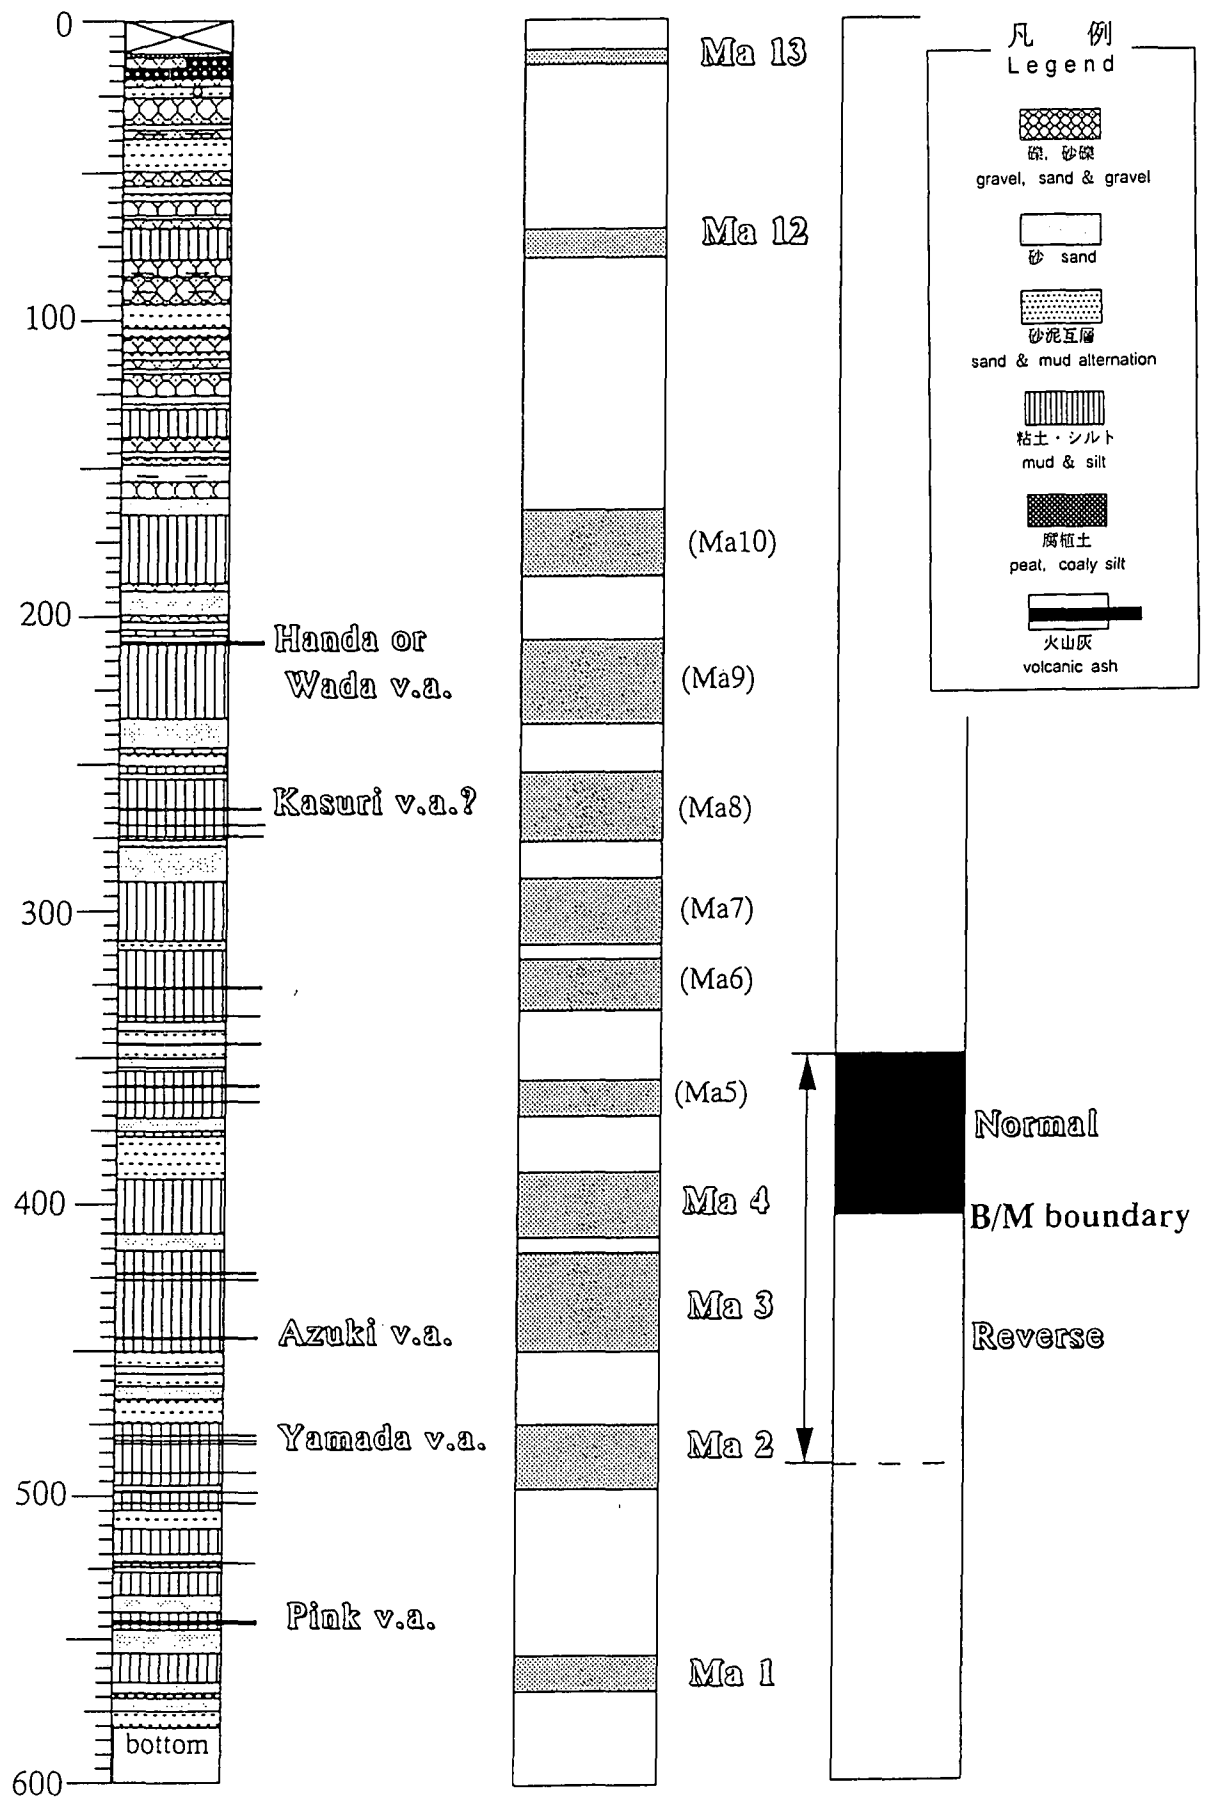 0
100
200
300
400
500
600
bottom
Handa or
Wada v.a.
Kasuri v.a.?
Azuki v.a.
Yamada v.a.
Pink v.a.
Ma 13
Ma 12
(Ma10)
(Ma9)
(Ma8)
(Ma7)
(Ma6)
(Ma5)
Ma 4
Ma 3
Ma 2
Ma 1
Normal
B/M boundary
Reverse
凡 例
Legend
礫，砂礫
gravel, sand & gravel
砂 sand
砂泥互層
sand & mud alternation
粘土・シルト
mud & silt
腐植土
peat, coaly silt
火山灰
volcanic ash